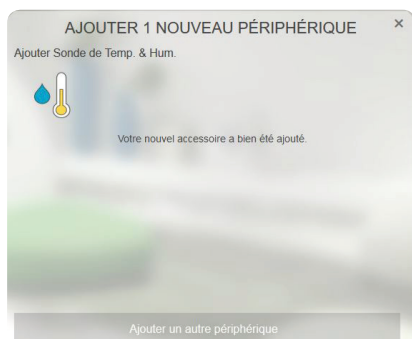 AJOUTER 1 NOUVEAU PÉRIPHÉRIQUE
×
Ajouter Sonde de Temp. & Hum.
Votre nouvel accessoire a bien été ajouté.
Ajouter un autre périphérique